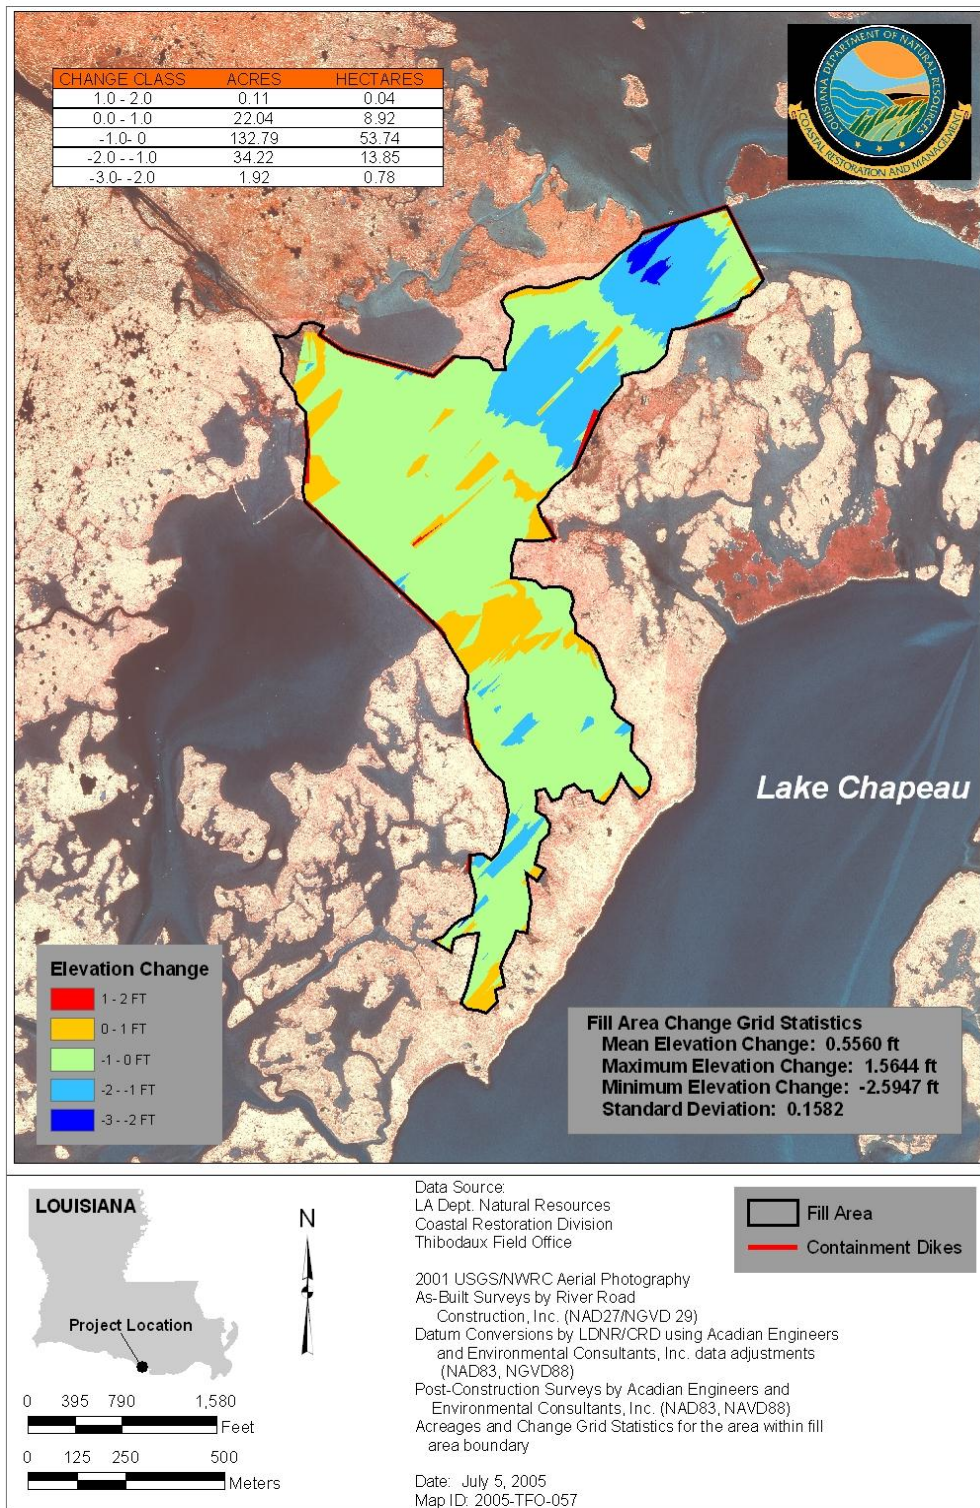 CHANGE CLASS ACRES HECTARES
1.0 - 2.0 0.11 0.04
0.0 - 1.0 22.04 8.92
-1.0- 0 132.79 53.74
-2.0 - -1.0 34.22 13.85
-3.0- -2.0 1.92 0.78
LOUISIANA DEPARTMENT OF NATURAL RESOURCES
COASTAL RESTORATION AND MANAGEMENT
Lake Chapeau
Elevation Change
1 - 2 FT
0 - 1 FT
-1 - 0 FT
-2 - -1 FT
-3 - -2 FT
Fill Area Change Grid Statistics
Mean Elevation Change: 0.5560 ft
Maximum Elevation Change: 1.5644 ft
Minimum Elevation Change: -2.5947 ft
Standard Deviation: 0.1582
LOUISIANA
Project Location
N
0 395 790 1,580
Feet
0 125 250 500
Meters
Data Source:
LA Dept. Natural Resources
Coastal Restoration Division
Thibodaux Field Office
2001 USGS/NWRC Aerial Photography
As-Built Surveys by River Road
Construction, Inc. (NAD27/NGVD 29)
Datum Conversions by LDNR/CRD using Acadian Engineers
and Environmental Consultants, Inc. data adjustments
(NAD83, NGVD88)
Post-Construction Surveys by Acadian Engineers and
Environmental Consultants, Inc. (NAD83, NAVD88)
Acreages and Change Grid Statistics for the area within fill
area boundary
Date: July 5, 2005
Map ID: 2005-TFO-057
Fill Area
Containment Dikes